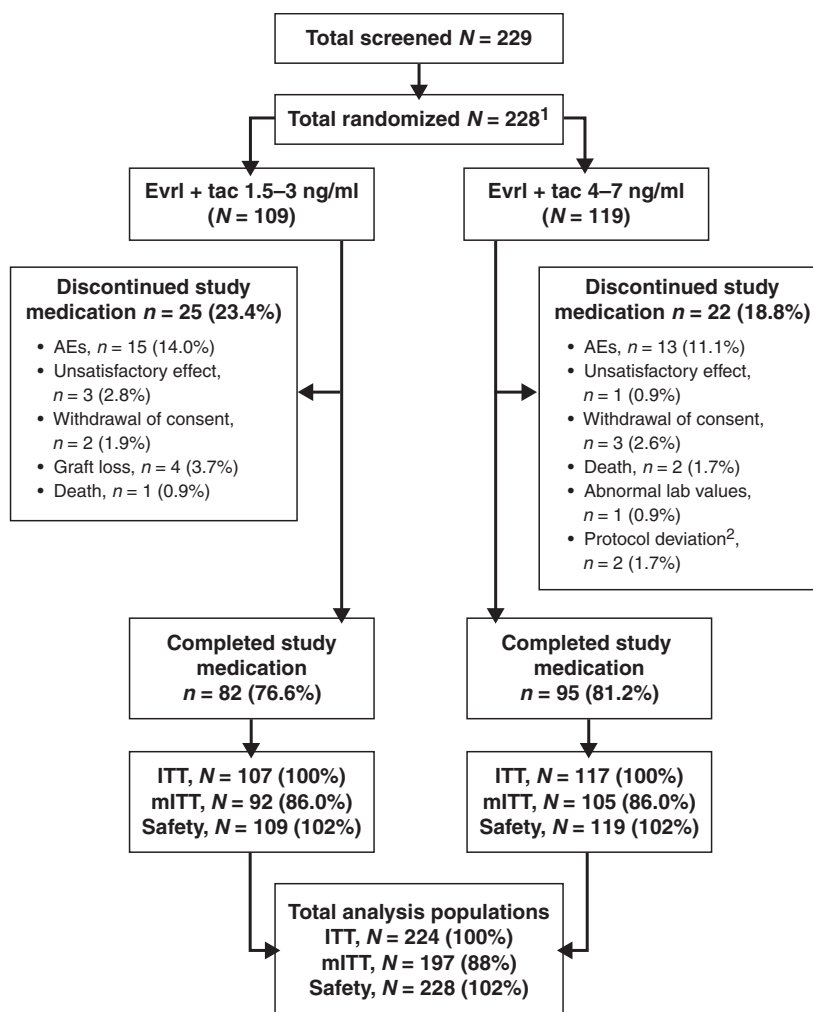 Total screened N = 229
Total randomized N = 228¹
Evrl + tac 1.5–3 ng/ml
(N = 109)
Evrl + tac 4–7 ng/ml
(N = 119)
Discontinued study
medication n = 25 (23.4%)
• AEs, n = 15 (14.0%)
• Unsatisfactory effect,
n = 3 (2.8%)
• Withdrawal of consent,
n = 2 (1.9%)
• Graft loss, n = 4 (3.7%)
• Death, n = 1 (0.9%)
Discontinued study
medication n = 22 (18.8%)
• AEs, n = 13 (11.1%)
• Unsatisfactory effect,
n = 1 (0.9%)
• Withdrawal of consent,
n = 3 (2.6%)
• Death, n = 2 (1.7%)
• Abnormal lab values,
n = 1 (0.9%)
• Protocol deviation²,
n = 2 (1.7%)
Completed study
medication
n = 82 (76.6%)
Completed study
medication
n = 95 (81.2%)
ITT, N = 107 (100%)
mITT, N = 92 (86.0%)
Safety, N = 109 (102%)
ITT, N = 117 (100%)
mITT, N = 105 (86.0%)
Safety, N = 119 (102%)
Total analysis populations
ITT, N = 224 (100%)
mITT, N = 197 (88%)
Safety, N = 228 (102%)